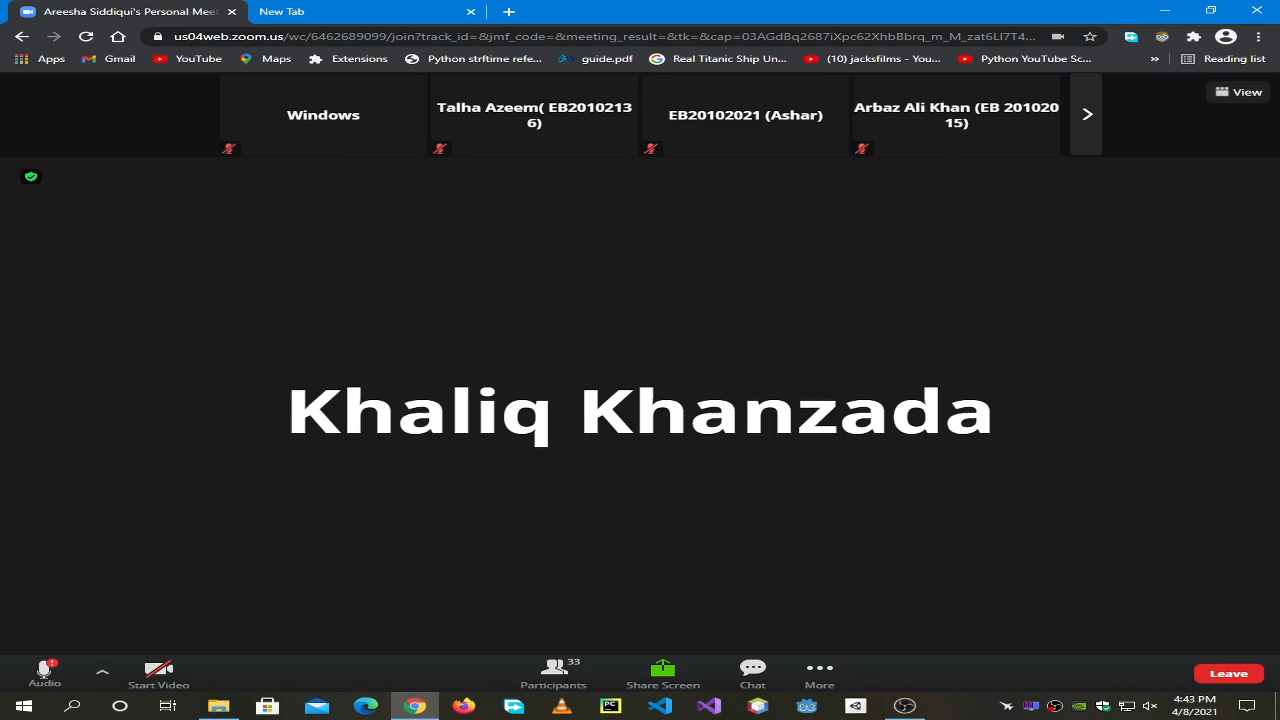 Areesha Siddiqui's Personal Meet
New Tab
us04web.zoom.us/wc/6462689099/join?track_id=&jmf_code=&meeting_result=&tk=&cap=03AGdBq2687iXpc62XhbBbrq_m_M_zat6LI7T4...
Apps
Gmail
YouTube
Maps
Extensions
Python strftime refe...
guide.pdf
Real Titanic Ship Un...
(10) jacksfilms - You...
Python YouTube Sc...
»
Reading list
Windows
Talha Azeem( EB2010213
6)
EB20102021 (Ashar)
Arbaz Ali Khan (EB 201020
15)
View
Khaliq Khanzada
Audio
Start Video
33
Participants
Share Screen
Chat
More
Leave
PC
4:43 PM
4/8/2021